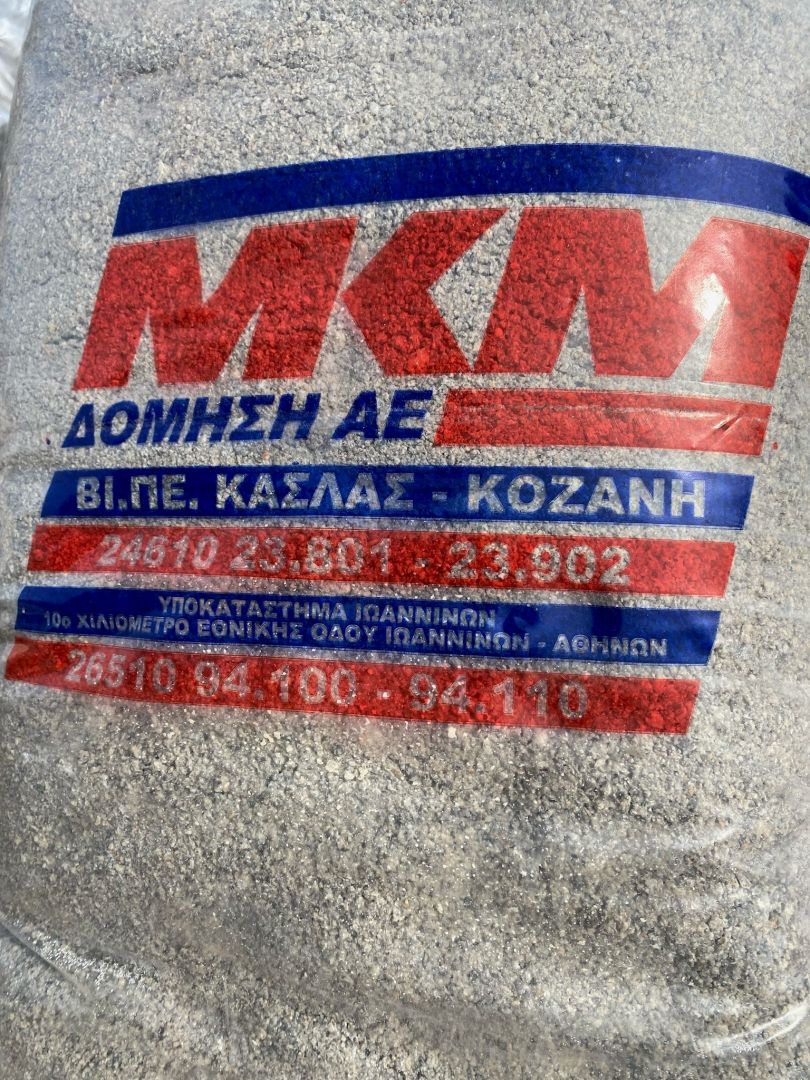 MKM
ΔΟΜΗΣΗ ΑΕ
ΒΙ.ΠΕ. ΚΑΣΛΑΣ - ΚΟΖΑΝΗ
24610 23.801 - 23.902
ΥΠΟΚΑΤΑΣΤΗΜΑ ΙΩΑΝΝΙΝΩΝ
10ο ΧΙΛΙΟΜΕΤΡΟ ΕΘΝΙΚΗΣ ΟΔΟΥ ΙΩΑΝΝΙΝΩΝ - ΑΘΗΝΩΝ
26510 94.100 - 94.110